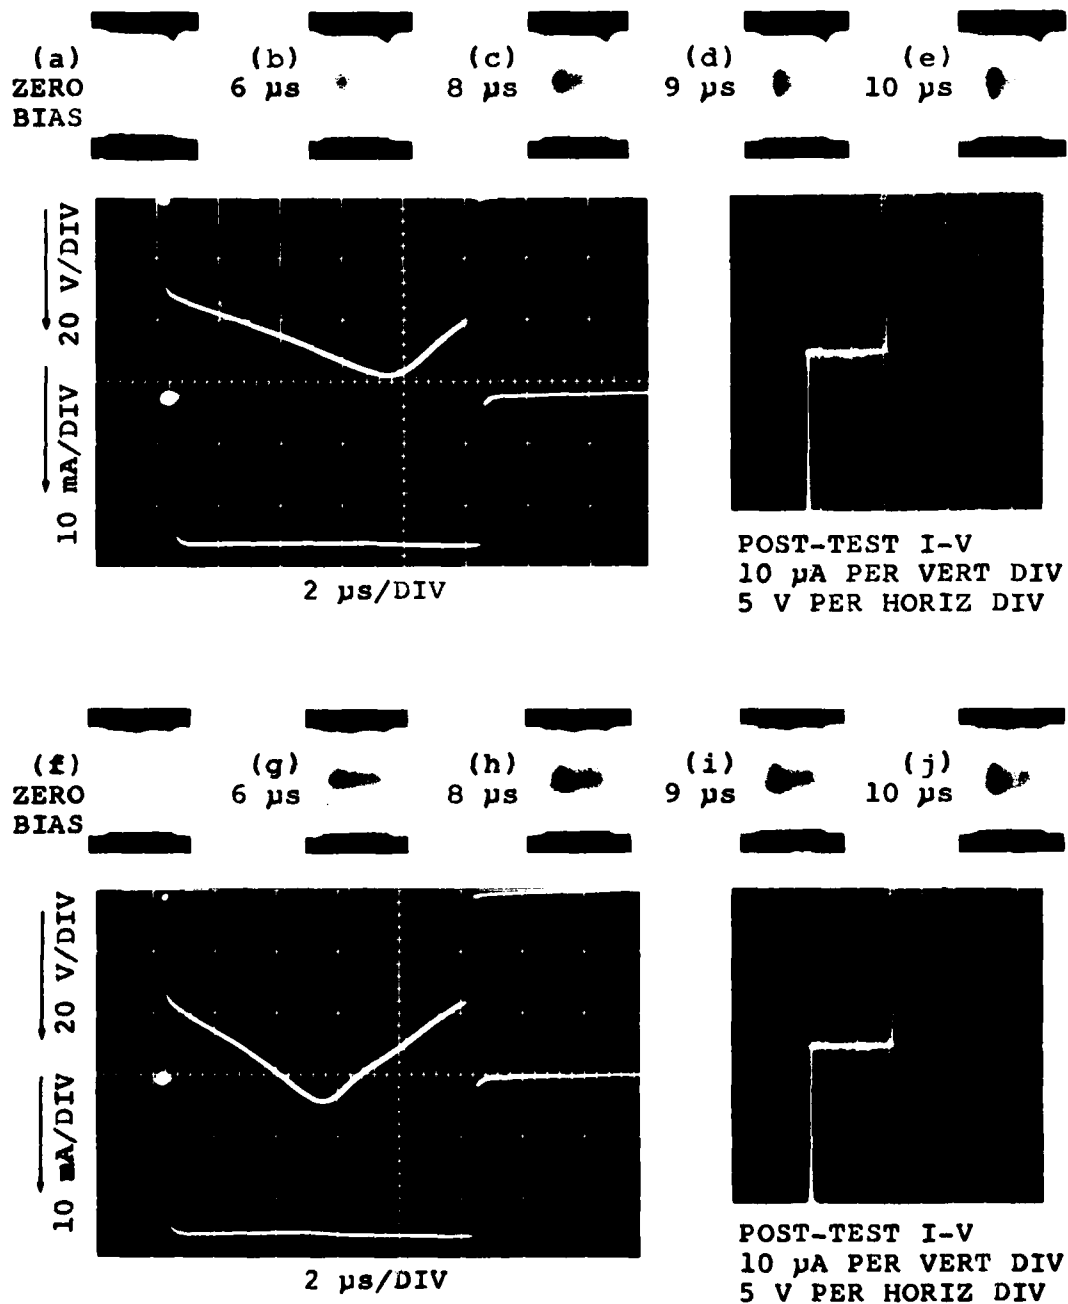 (a)
ZERO
BIAS
(b)
6 µs
(c)
8 µs
(d)
9 µs
(e)
10 µs
20 V/DIV
10 mA/DIV
2 µs/DIV
POST-TEST I-V
10 µA PER VERT DIV
5 V PER HORIZ DIV
(f)
ZERO
BIAS
(g)
6 µs
(h)
8 µs
(i)
9 µs
(j)
10 µs
20 V/DIV
10 mA/DIV
2 µs/DIV
POST-TEST I-V
10 µA PER VERT DIV
5 V PER HORIZ DIV